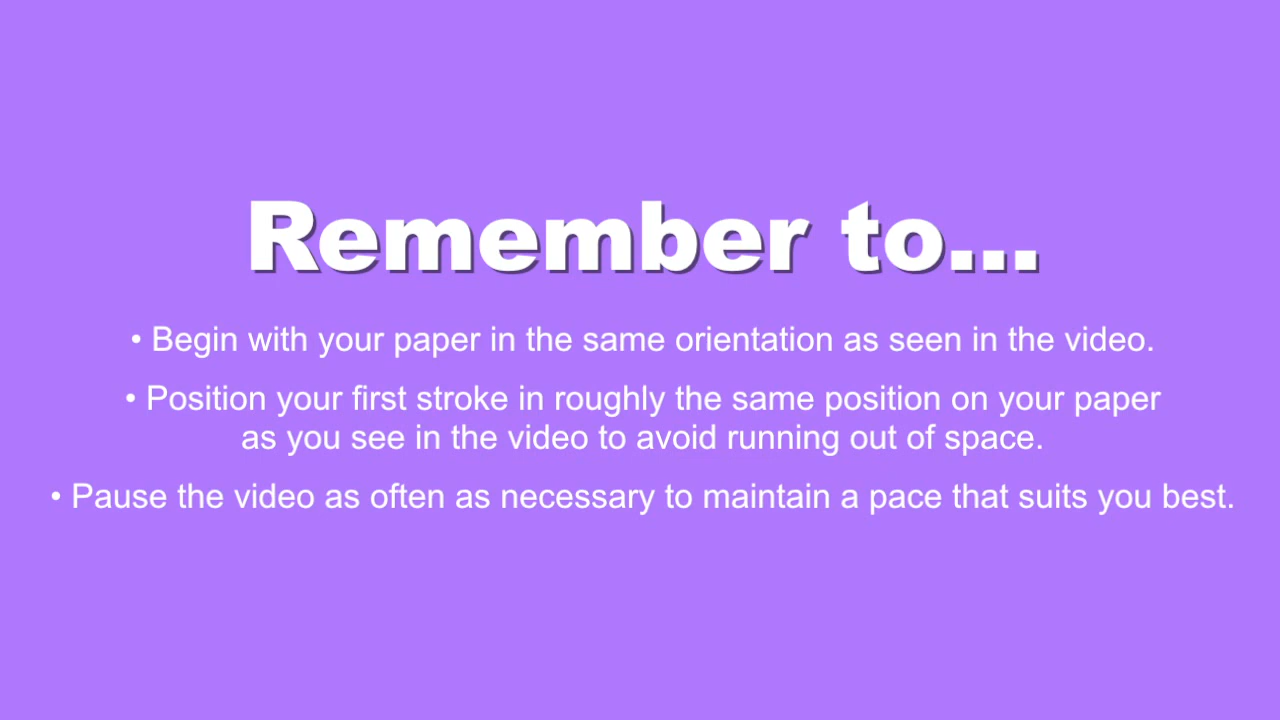 Remember to...
• Begin with your paper in the same orientation as seen in the video.
• Position your first stroke in roughly the same position on your paper
as you see in the video to avoid running out of space.
• Pause the video as often as necessary to maintain a pace that suits you best.